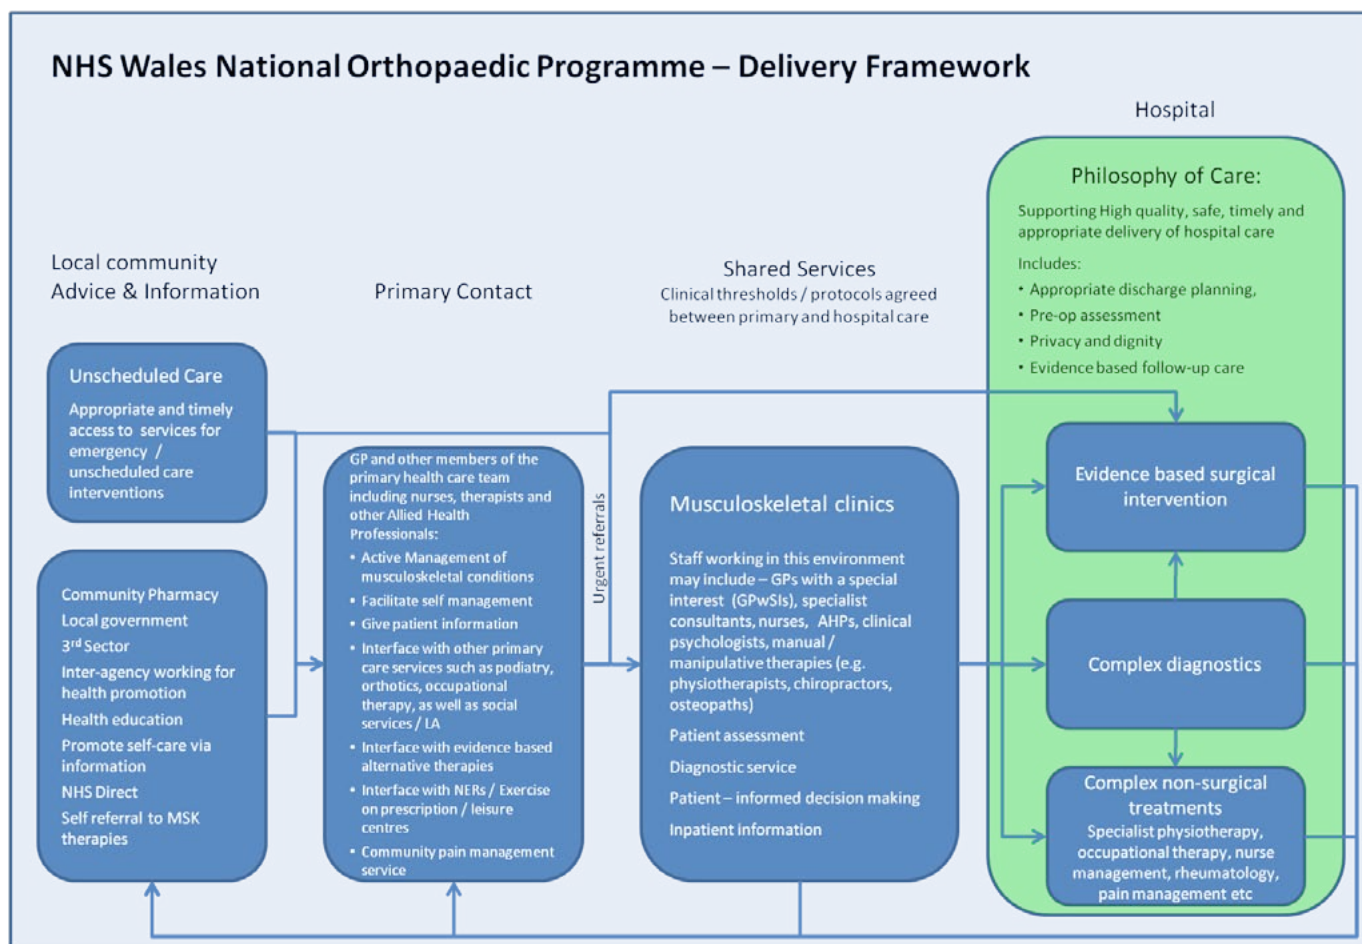 NHS Wales National Orthopaedic Programme – Delivery Framework
Hospital
Philosophy of Care:
Supporting High quality, safe, timely and
appropriate delivery of hospital care
Includes:
• Appropriate discharge planning,
• Pre-op assessment
• Privacy and dignity
• Evidence based follow-up care
Local community
Advice & Information
Primary Contact
Shared Services
Clinical thresholds / protocols agreed
between primary and hospital care
Unscheduled Care
Appropriate and timely
access to services for
emergency /
unscheduled care
interventions
Community Pharmacy
Local government
3rd Sector
Inter-agency working for
health promotion
Health education
Promote self-care via
information
NHS Direct
Self referral to MSK
therapies
GP and other members of the
primary health care team
including nurses, therapists and
other Allied Health
Professionals:
• Active Management of
musculoskeletal conditions
• Facilitate self management
• Give patient information
• Interface with other primary
care services such as podiatry,
orthotics, occupational
therapy, as well as social
services / LA
• Interface with evidence based
alternative therapies
• Interface with NERs / Exercise
on prescription / leisure
centres
• Community pain management
service
Urgent referrals
Musculoskeletal clinics
Staff working in this environment
may include – GPs with a special
interest (GPwSIs), specialist
consultants, nurses, AHPs, clinical
psychologists, manual /
manipulative therapies (e.g.
physiotherapists, chiropractors,
osteopaths)
Patient assessment
Diagnostic service
Patient – informed decision making
Inpatient information
Evidence based surgical
intervention
Complex diagnostics
Complex non-surgical
treatments
Specialist physiotherapy,
occupational therapy, nurse
management, rheumatology,
pain management etc